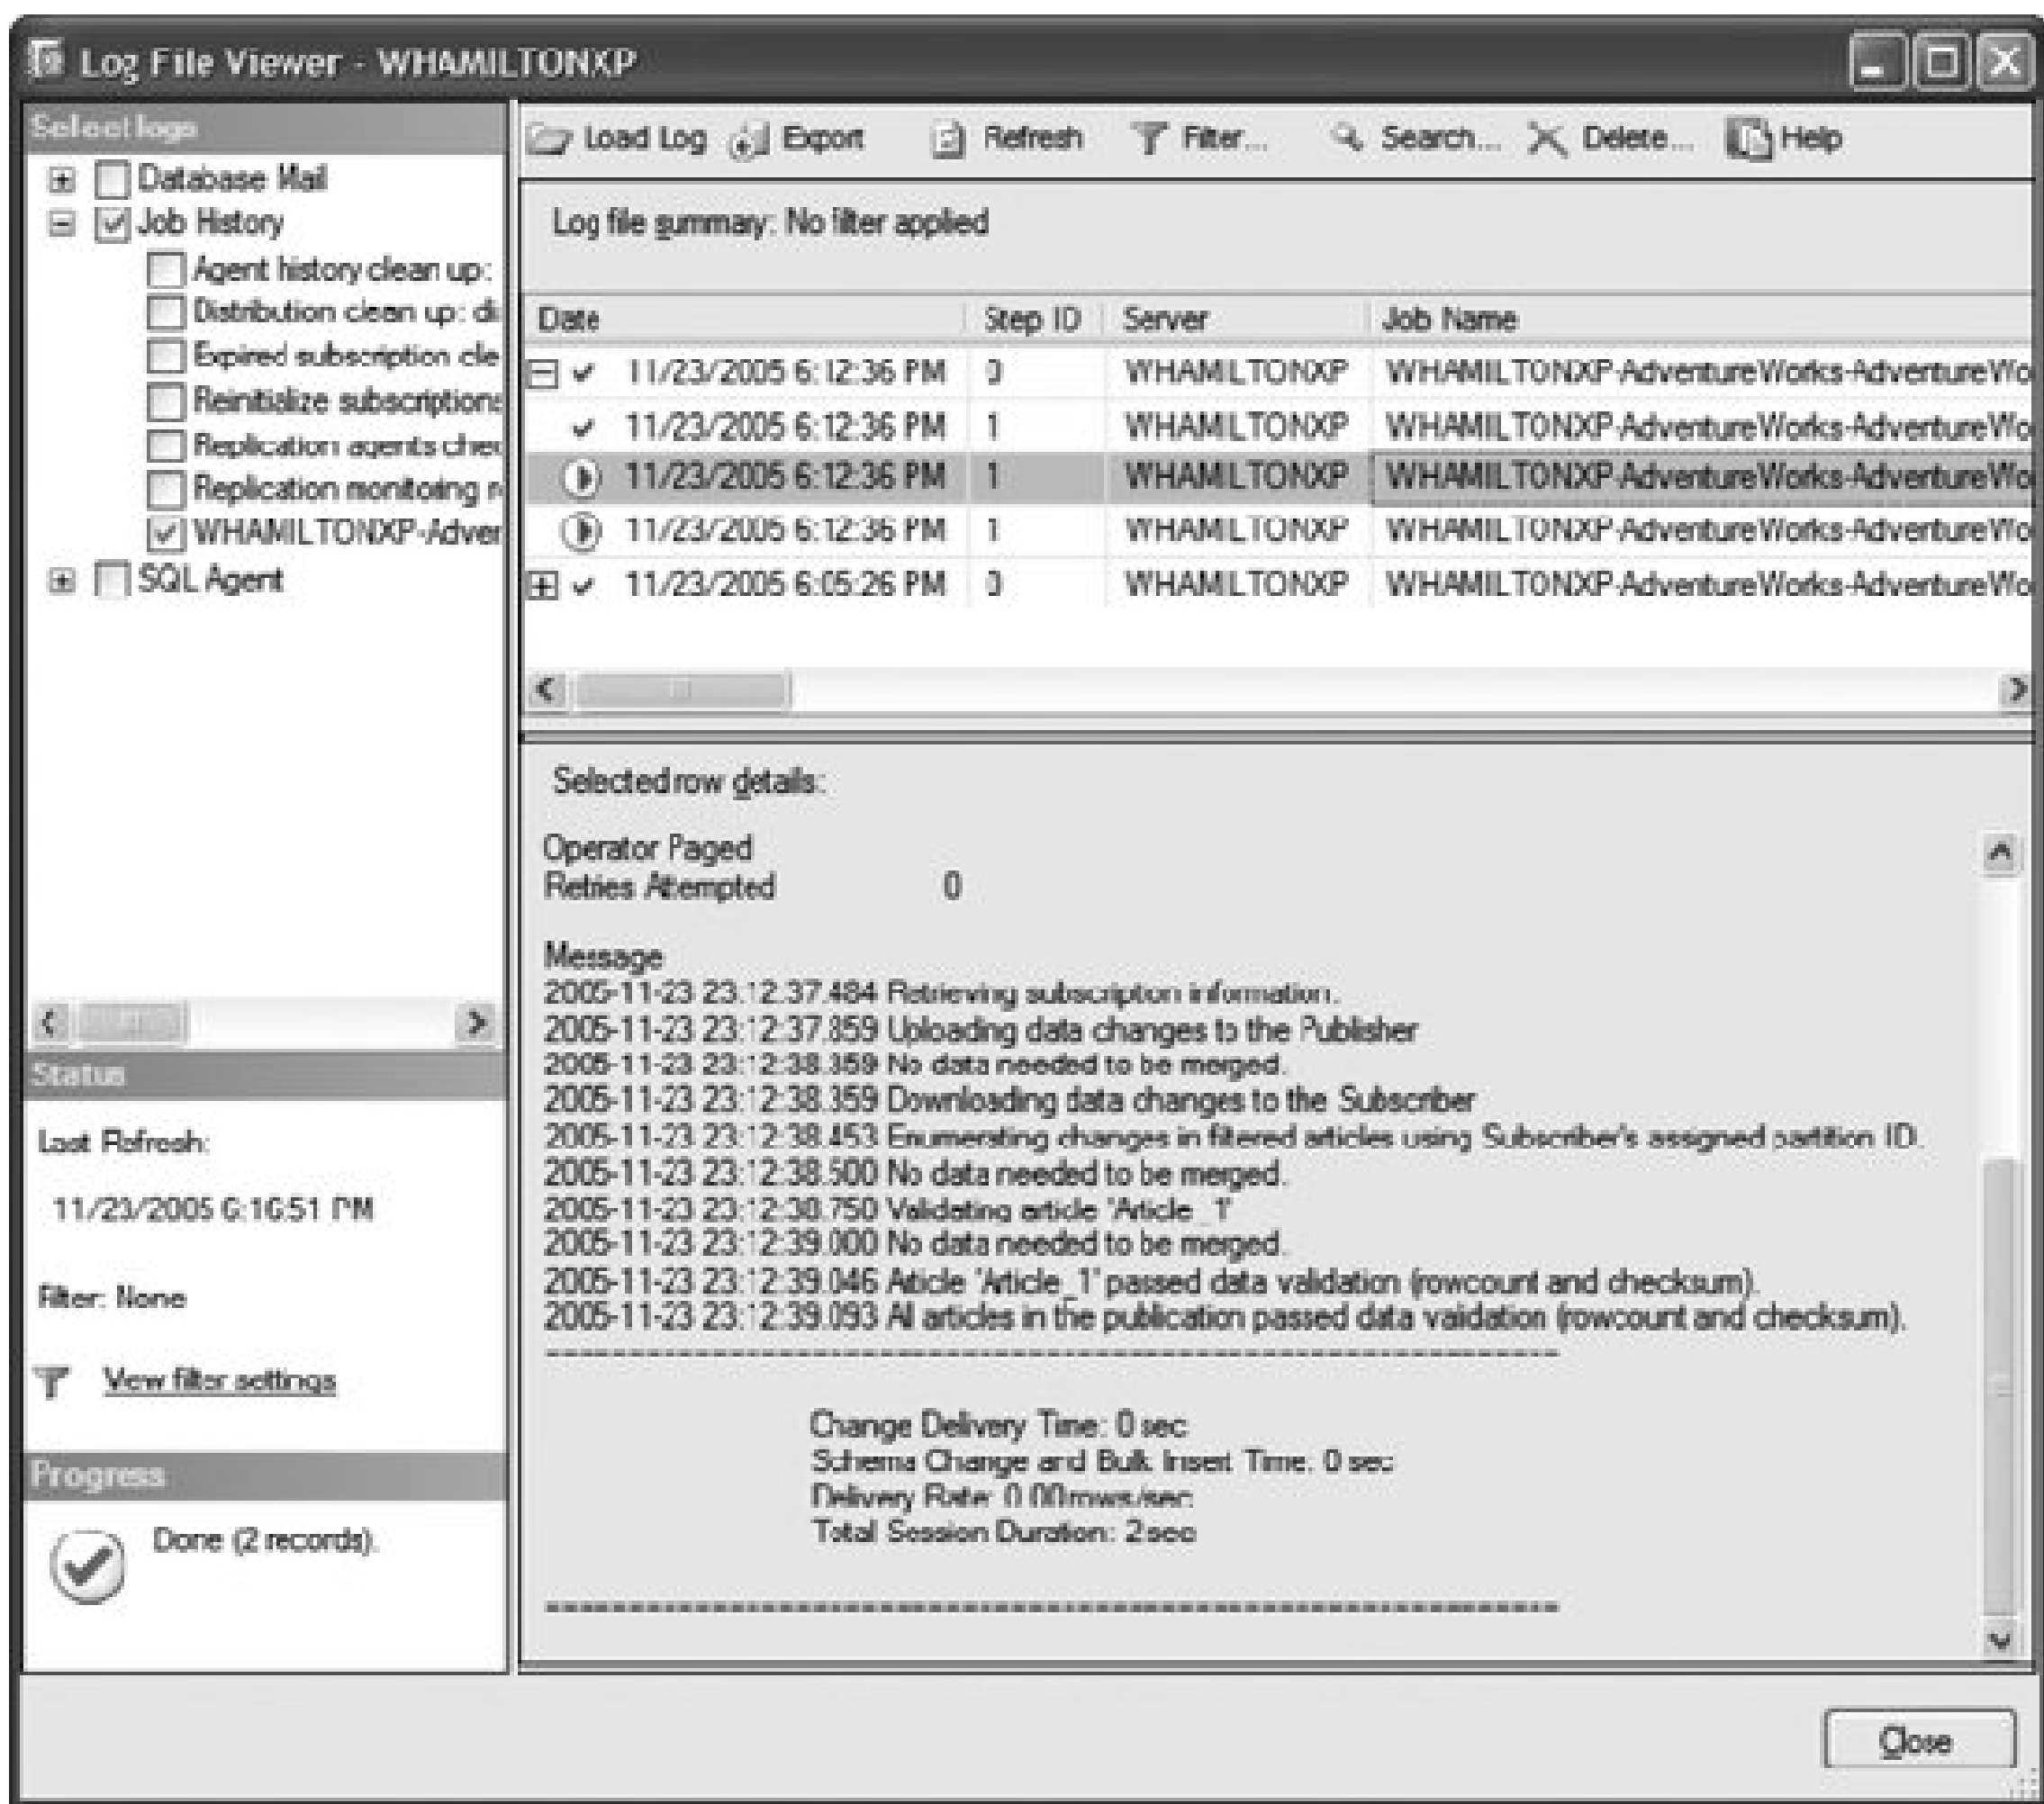 Log File Viewer - WHAMILTONXP
Select logs
Database Mail
Job History
Agent history clean up:
Distribution clean up: di
Expired subscription cle
Reinitialize subscriptions
Replication agents chec
Replication monitoring r
WHAMILTONXP-Adver
SQL Agent
Status
Last Refresh:
11/23/2005 6:16:51 PM
Filter: None
View filter settings
Progress
Done (2 records).
Load Log Export Refresh Filter... Search... Delete... Help
Log file summary: No filter applied
Date Step ID Server Job Name
11/23/2005 6:12:36 PM 0 WHAMILTONXP WHAMILTONXP-AdventureWorks-AdventureWo
11/23/2005 6:12:36 PM 1 WHAMILTONXP WHAMILTONXP-AdventureWorks-AdventureWo
11/23/2005 6:12:36 PM 1 WHAMILTONXP WHAMILTONXP-AdventureWorks-AdventureWo
11/23/2005 6:12:36 PM 1 WHAMILTONXP WHAMILTONXP-AdventureWorks-AdventureWo
11/23/2005 6:05:26 PM 0 WHAMILTONXP WHAMILTONXP-AdventureWorks-AdventureWo
Selected row details:
Operator Paged
Retries Attempted 0
Message
2005-11-23 23:12:37.484 Retrieving subscription information.
2005-11-23 23:12:37.859 Uploading data changes to the Publisher
2005-11-23 23:12:38.359 No data needed to be merged.
2005-11-23 23:12:38.359 Downloading data changes to the Subscriber
2005-11-23 23:12:38.453 Enumerating changes in filtered articles using Subscriber's assigned partition ID.
2005-11-23 23:12:38.500 No data needed to be merged.
2005-11-23 23:12:38.750 Validating article 'Article_1'
2005-11-23 23:12:39.000 No data needed to be merged.
2005-11-23 23:12:39.046 Article 'Article_1' passed data validation (rowcount and checksum).
2005-11-23 23:12:39.093 All articles in the publication passed data validation (rowcount and checksum).
Change Delivery Time: 0 sec
Schema Change and Bulk Insert Time: 0 sec
Delivery Rate: 0.00 rows/sec
Total Session Duration: 2 sec
Close